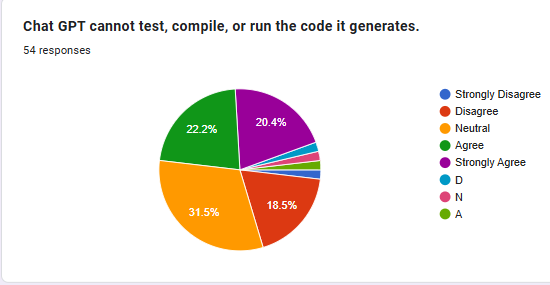 Chat GPT cannot test, compile, or run the code it generates.
54 responses
20.4%
22.2%
31.5%
18.5%
Strongly Disagree
Disagree
Neutral
Agree
Strongly Agree
D
N
A